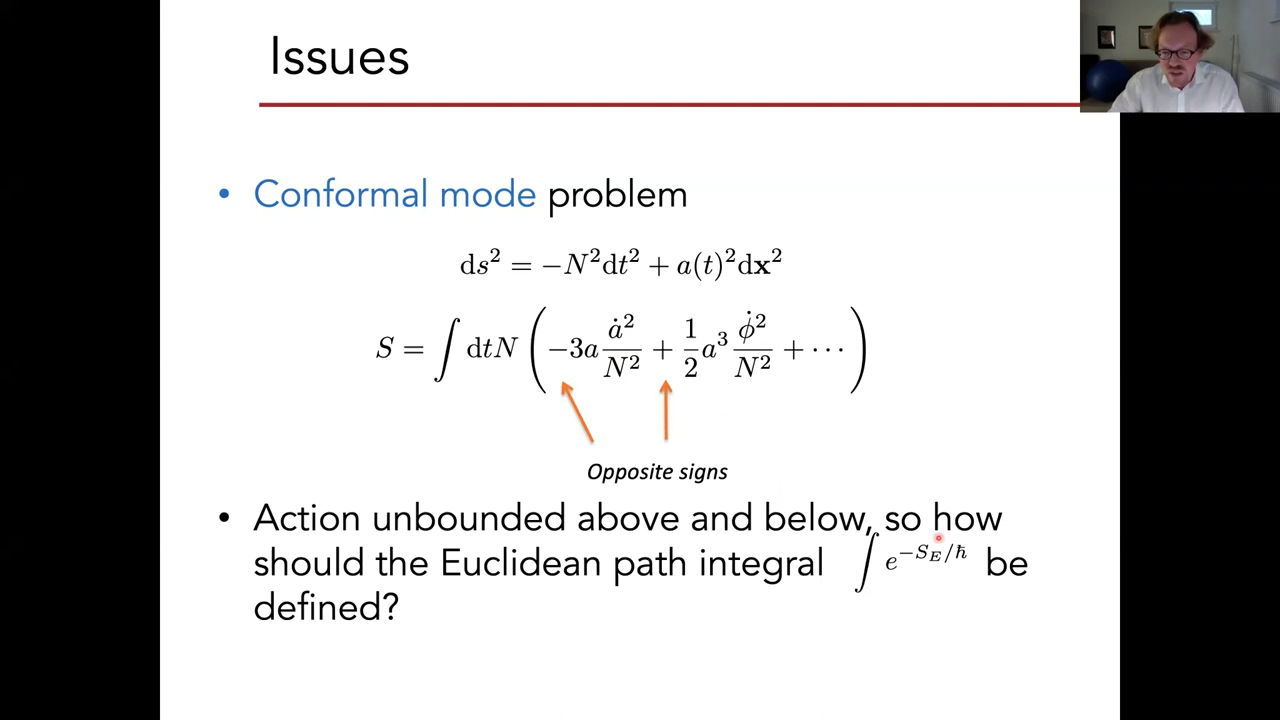 Issues
• Conformal mode problem
ds² = −N²dt² + a(t)²dx²
S = ∫ dtN ( −3a ȧ²/N² + 1/2 a³ ϕ̇²/N² + ⋯ )
Opposite signs
• Action unbounded above and below, so how
should the Euclidean path integral ∫ e^{−S_E/ℏ} be
defined?